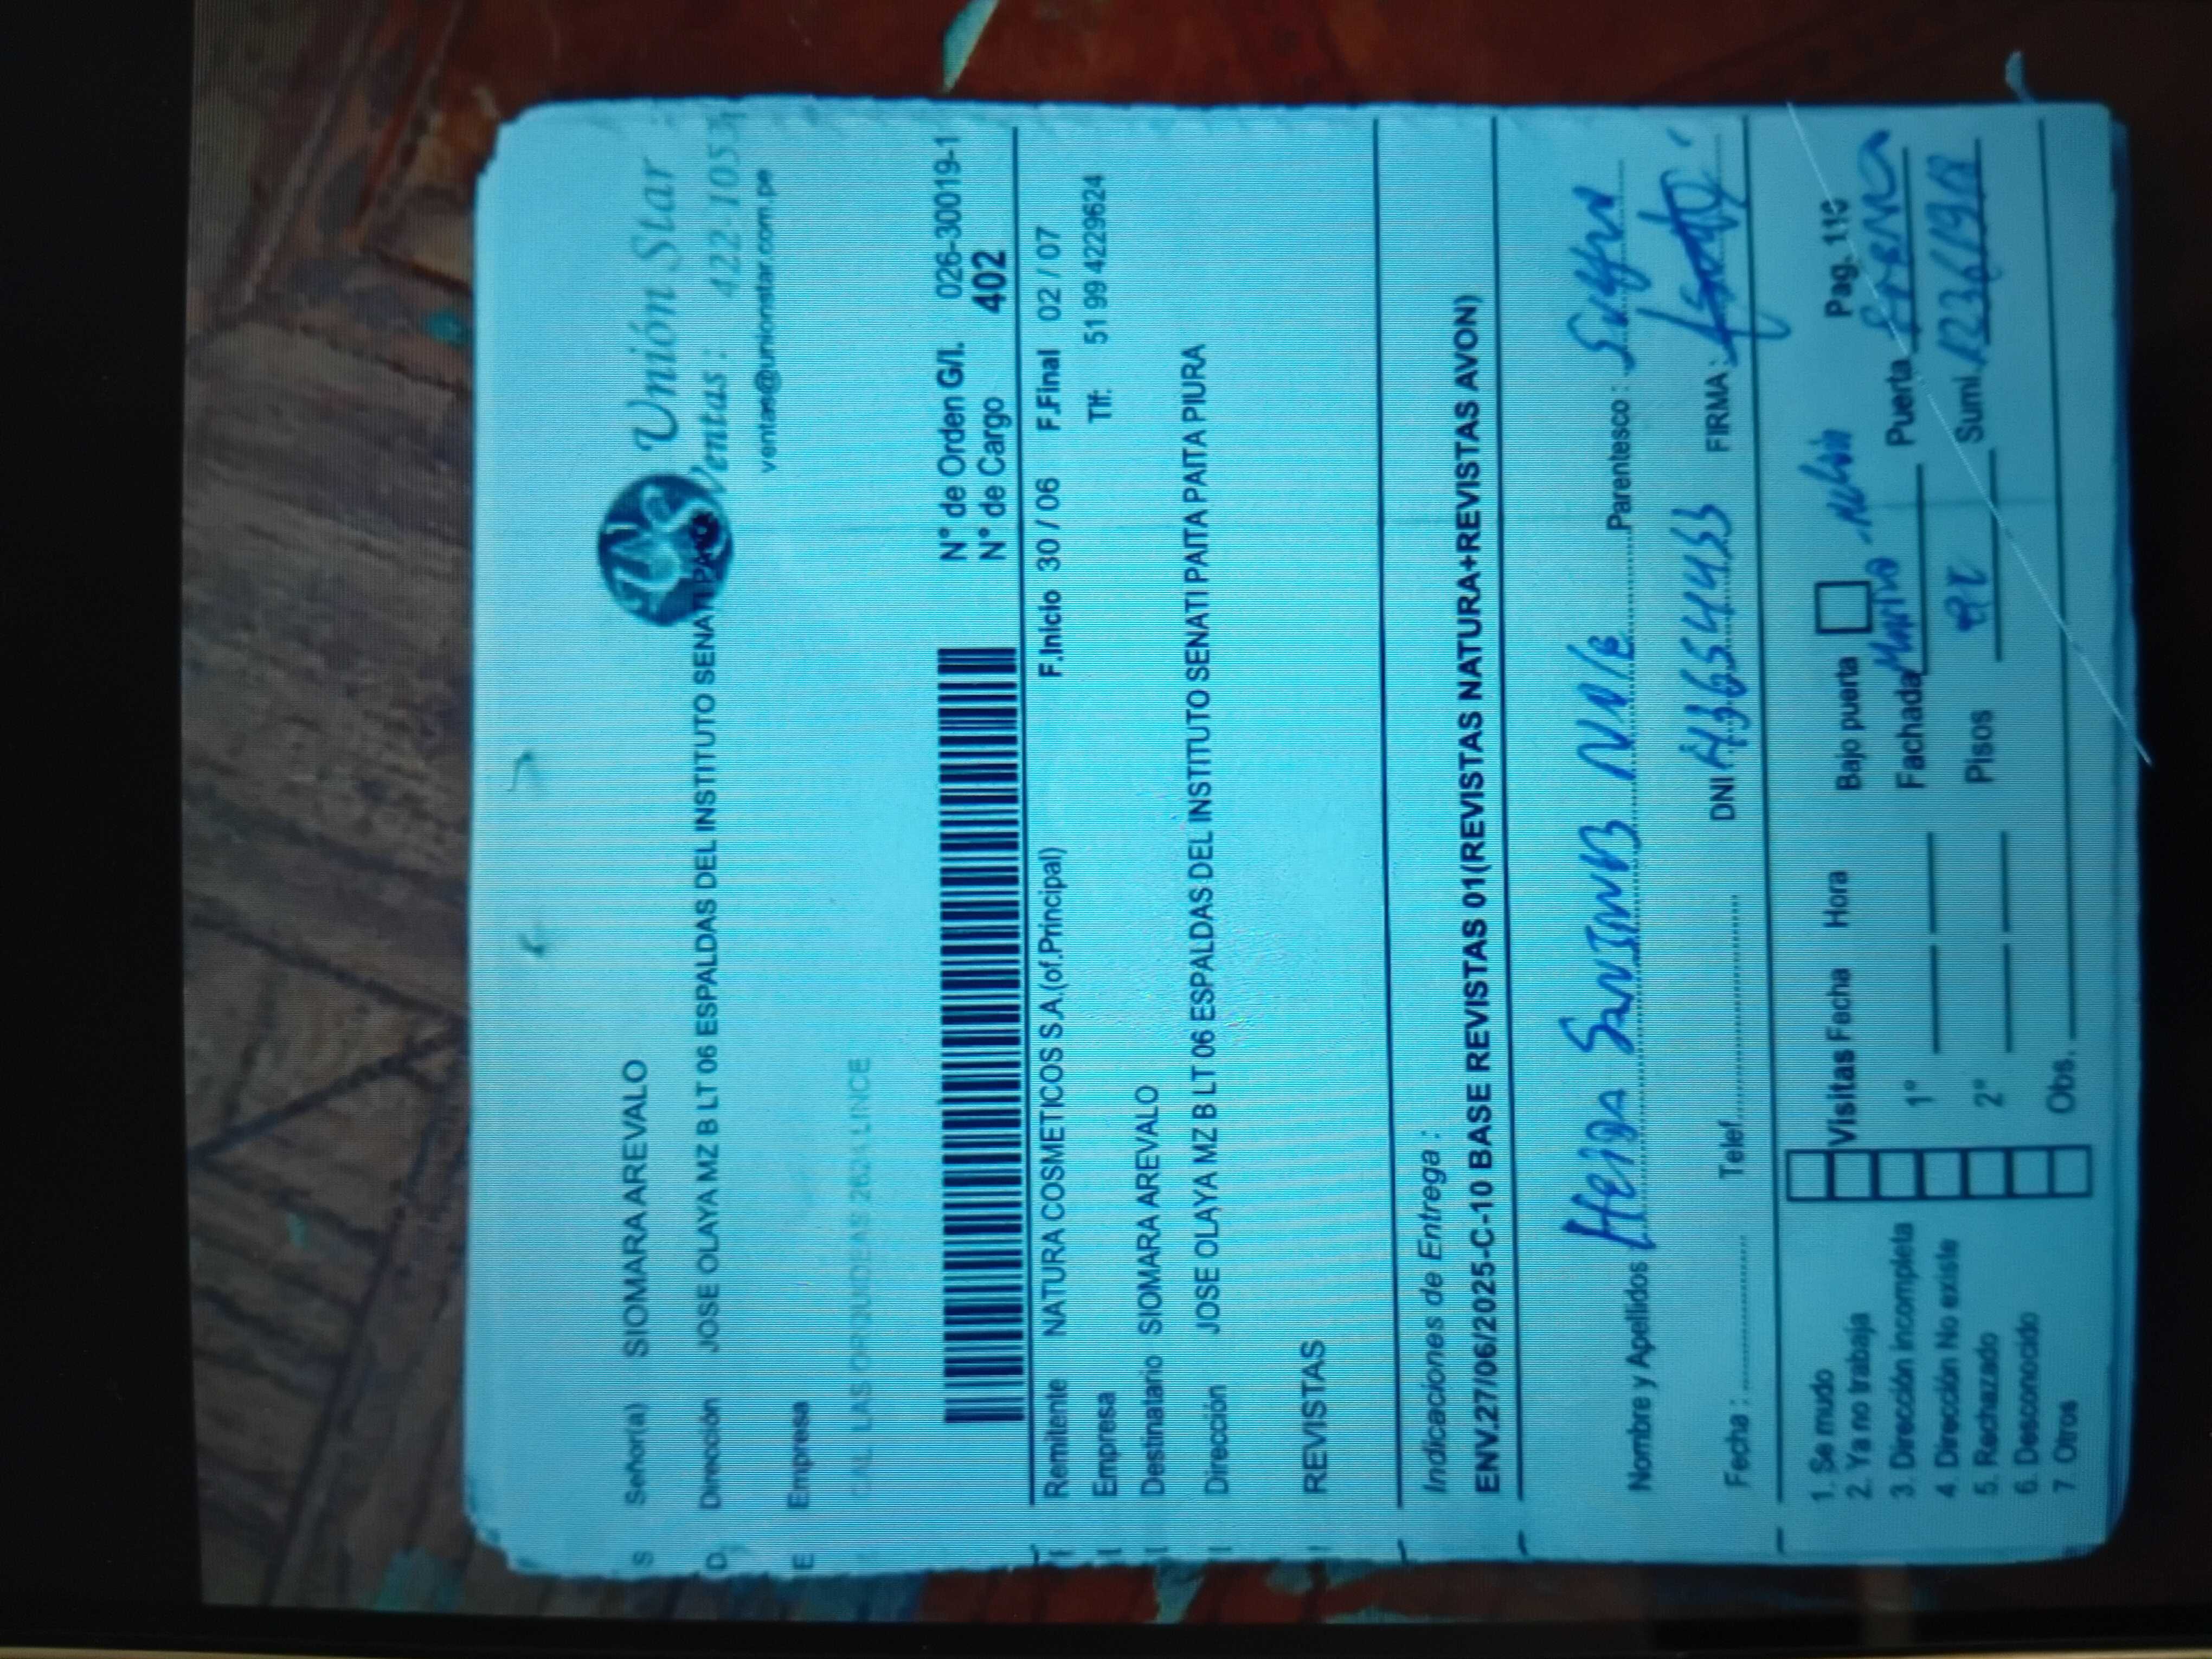 Unión Star
Ventas : 422-105
ventas@unionstar.com.pe
S Señor(a) SIOMARA AREVALO
D Dirección JOSE OLAYA MZ B LT 06 ESPALDAS DEL INSTITUTO SENATI PA
E Empresa
CAL. LAS ORQUIDEAS 2624 LINCE
N° de Orden G/I. 026-30019-1
N° de Cargo 402
Remitente NATURA COSMETICOS S.A.(of.Principal) F.Inicio 30 / 06 F.Final 02 / 07
Empresa Tlf: 51 99 4229624
Destinatario SIOMARA AREVALO
Dirección JOSE OLAYA MZ B LT 06 ESPALDAS DEL INSTITUTO SENATI PAITA PAITA PIURA
REVISTAS
Indicaciones de Entrega :
ENV.27/06/2025-C-10 BASE REVISTAS 01(REVISTAS NATURA+REVISTAS AVON)
Nombre y Apellidos Parentesco :
Fecha : Telef. DNI FIRMA :
1. Se mudo
2. Ya no trabaja
3. Dirección incompleta
4. Dirección No existe
5. Rechazado
6. Desconocido
7. Otros
Visitas Fecha Hora Bajo puerta Pag. 
1° Fachada Puerta
2° Pisos Sumi.
Obs.